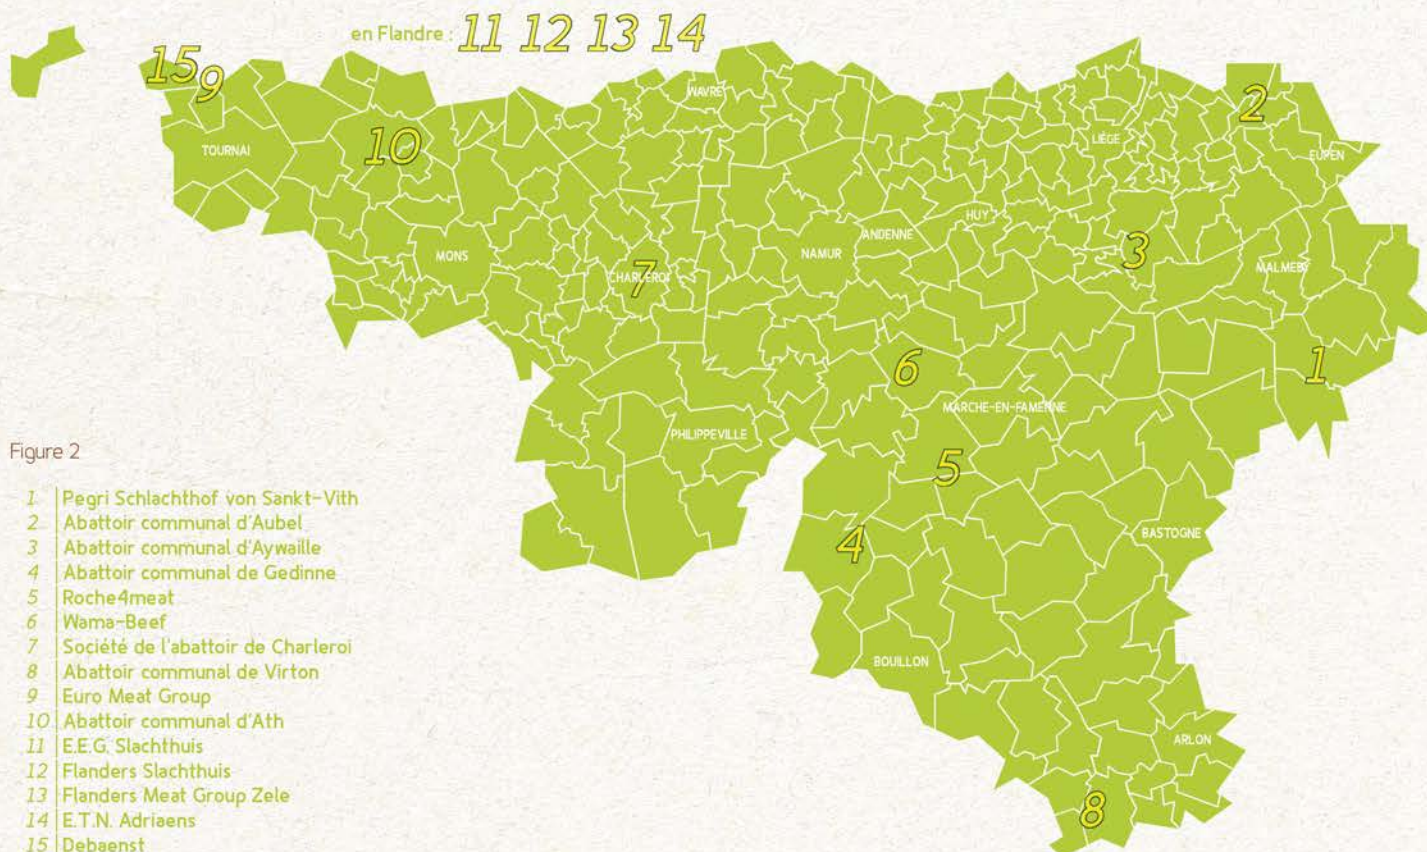 en Flandre : 11 12 13 14
15
9
WAVRE
2
10
TOURNAI
LIÉGE
EUPEN
HUY
ANDENNE
3
MONS
NAMUR
7
CHARLEROI
MALMEDY
6
1
MARCHE-EN-FAMENNE
PHILIPPEVILLE
5
4
BASTOGNE
BOUILLON
ARLON
8
Figure 2
1 Pegri Schlachthof von Sankt-Vith
2 Abattoir communal d'Aubel
3 Abattoir communal d'Aywaille
4 Abattoir communal de Gedinne
5 Roche4meat
6 Wama-Beef
7 Société de l'abattoir de Charleroi
8 Abattoir communal de Virton
9 Euro Meat Group
10 Abattoir communal d'Ath
11 E.E.G. Slachthuis
12 Flanders Slachthuis
13 Flanders Meat Group Zele
14 E.T.N. Adriaens
15 Debaenst